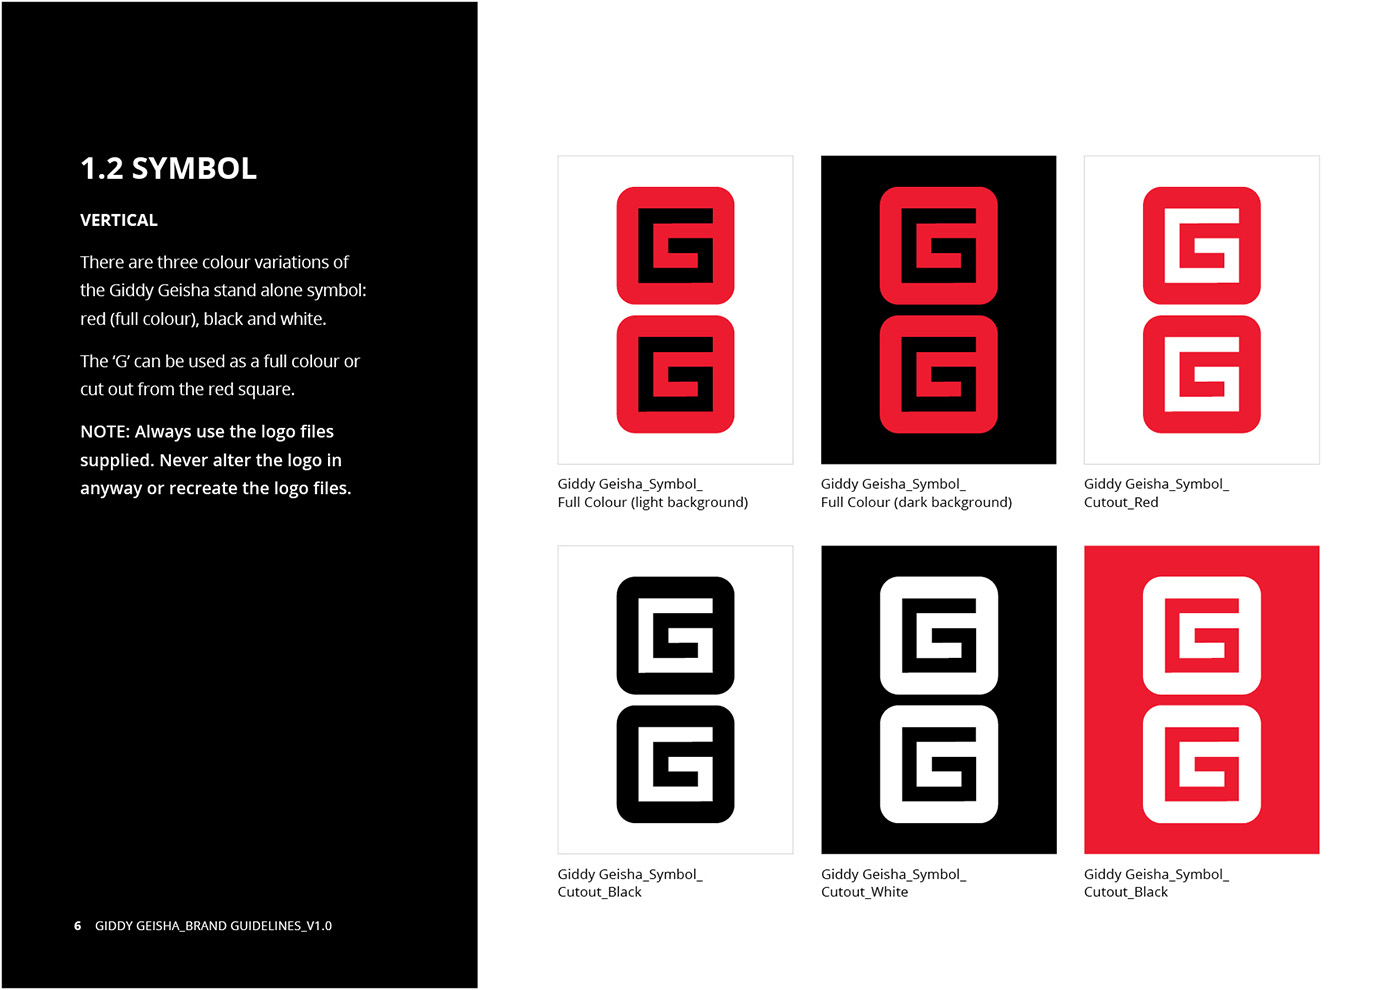 1.2 SYMBOL
VERTICAL
There are three colour variations of
the Giddy Geisha stand alone symbol:
red (full colour), black and white.
The ‘G’ can be used as a full colour or
cut out from the red square.
NOTE: Always use the logo files
supplied. Never alter the logo in
anyway or recreate the logo files.
6 GIDDY GEISHA_BRAND GUIDELINES_V1.0
G
G
Giddy Geisha_Symbol_
Full Colour (light background)
G
G
Giddy Geisha_Symbol_
Full Colour (dark background)
G
G
Giddy Geisha_Symbol_
Cutout_Red
G
G
Giddy Geisha_Symbol_
Cutout_Black
G
G
Giddy Geisha_Symbol_
Cutout_White
G
G
Giddy Geisha_Symbol_
Cutout_Black